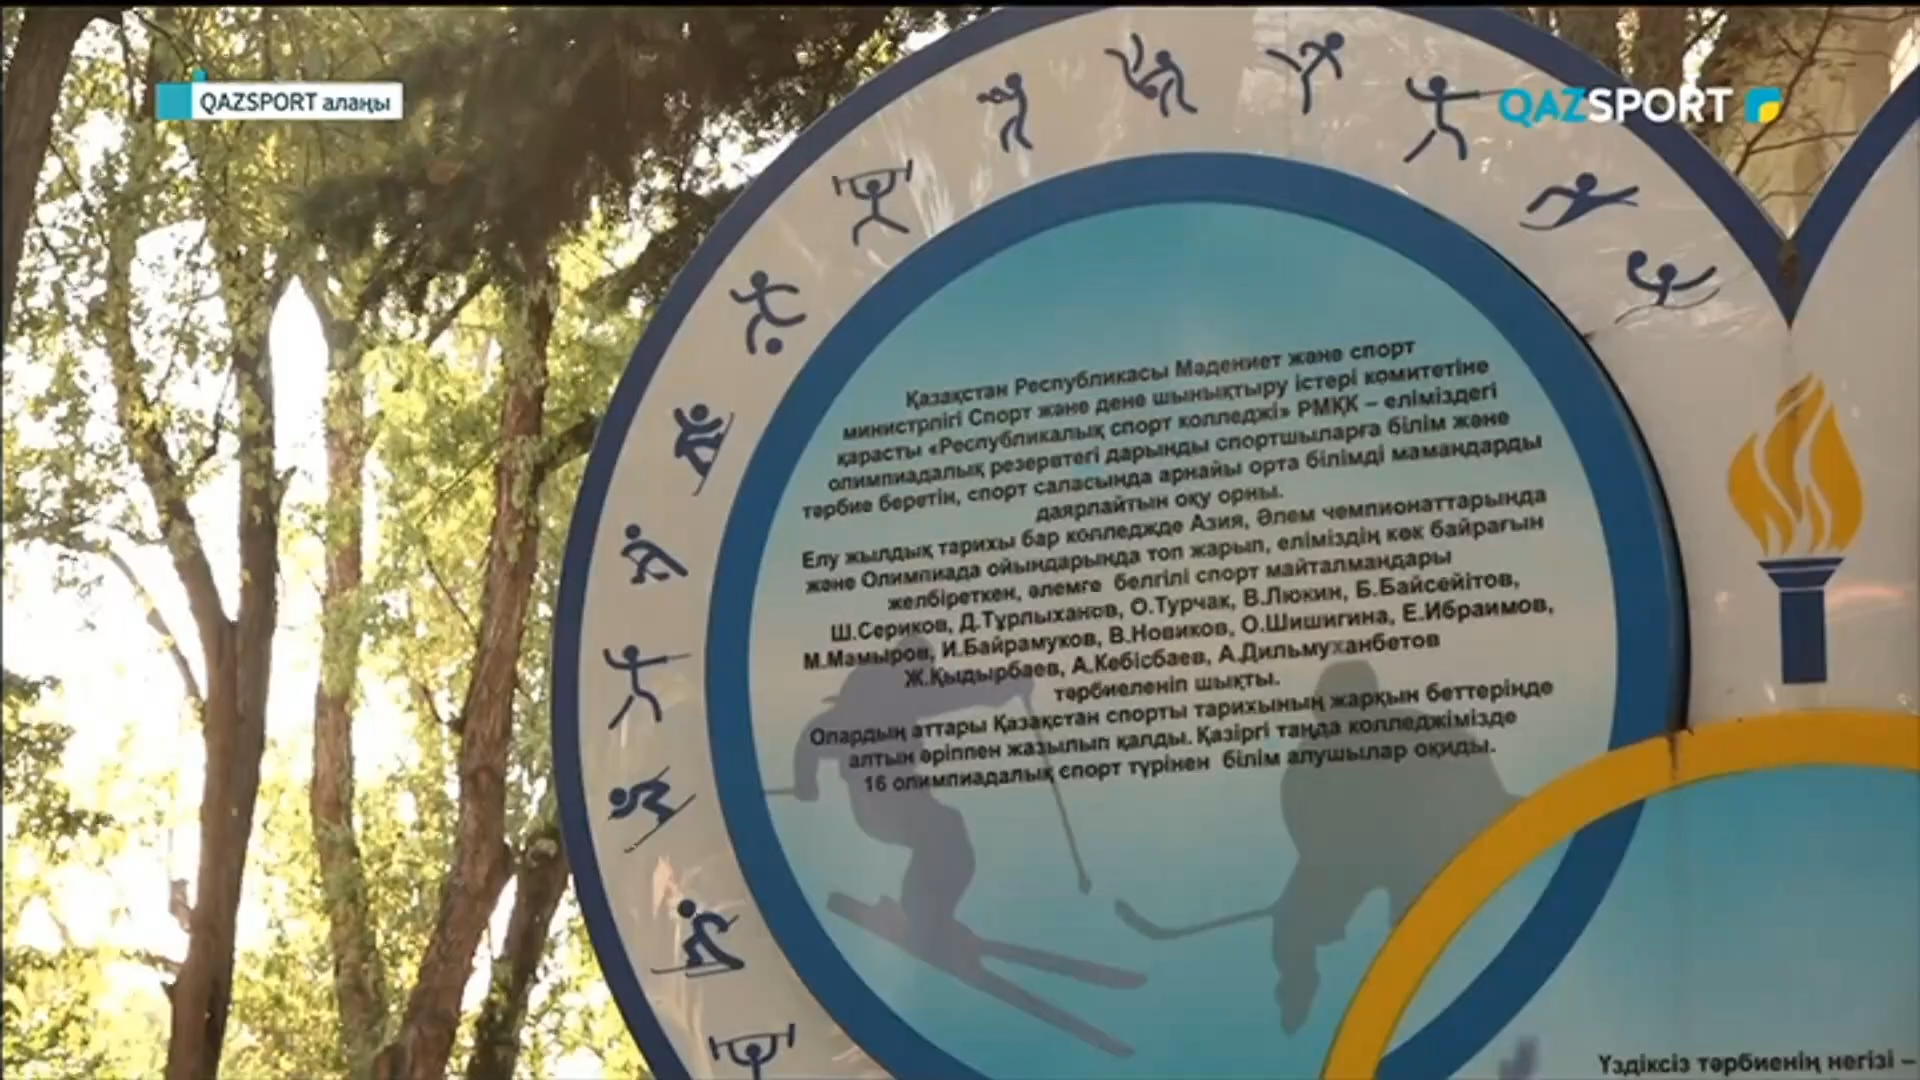 QAZSPORT алаңы
QAZSPORT
Қазақстан Республикасы Мәдениет және спорт
министрлігі Спорт және дене шынықтыру істері комитетіне
қарасты «Республикалық спорт колледжі» РМҚК – еліміздегі
олимпиадалық резервтегі дарынды спортшыларға білім және
тәрбие беретін, спорт саласында арнайы орта білімді мамандарды
даярлайтын оқу орны.
Елу жылдық тарихы бар колледжде Азия, Әлем чемпионаттарында
және Олимпиада ойындарында топ жарып, еліміздің көк байрағын
желбіреткен, әлемге белгілі спорт майталмандары
Ш.Сериков, Д.Тұрлыханов, О.Турчак, В.Люкин, Б.Байсейітов,
М.Мамыров, И.Байрамуков, В.Новиков, О.Шишигина, Е.Ибраимов,
Ж.Қыдырбаев, А.Кебісбаев, А.Дильмуханбетов
тәрбиеленіп шықты.
Олардың аттары Қазақстан спорты тарихының жарқын беттерінде
алтын әріппен жазылып қалды. Қазіргі таңда колледжімізде
16 олимпиадалық спорт түрінен білім алушылар оқиды.
Үздіксіз тәрбиенің негізі –